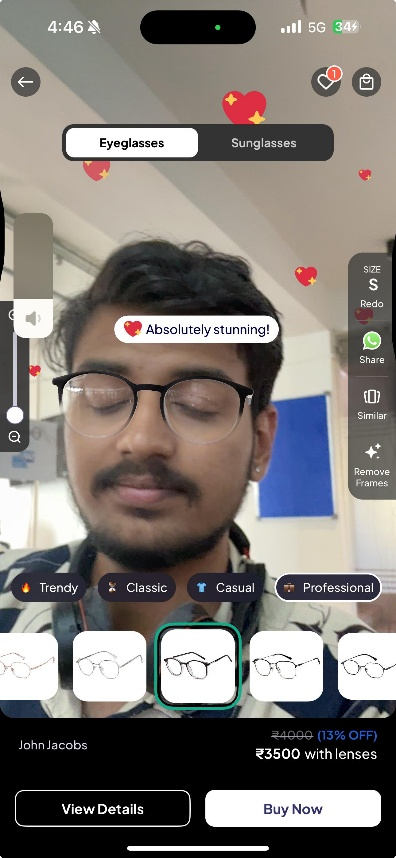 4:46
5G 34
1
Eyeglasses Sunglasses
SIZE
S
Redo
Absolutely stunning!
Share
Similar
Remove
Frames
Trendy Classic Casual Professional
₹4000 (13% OFF)
John Jacobs
₹3500 with lenses
View Details Buy Now